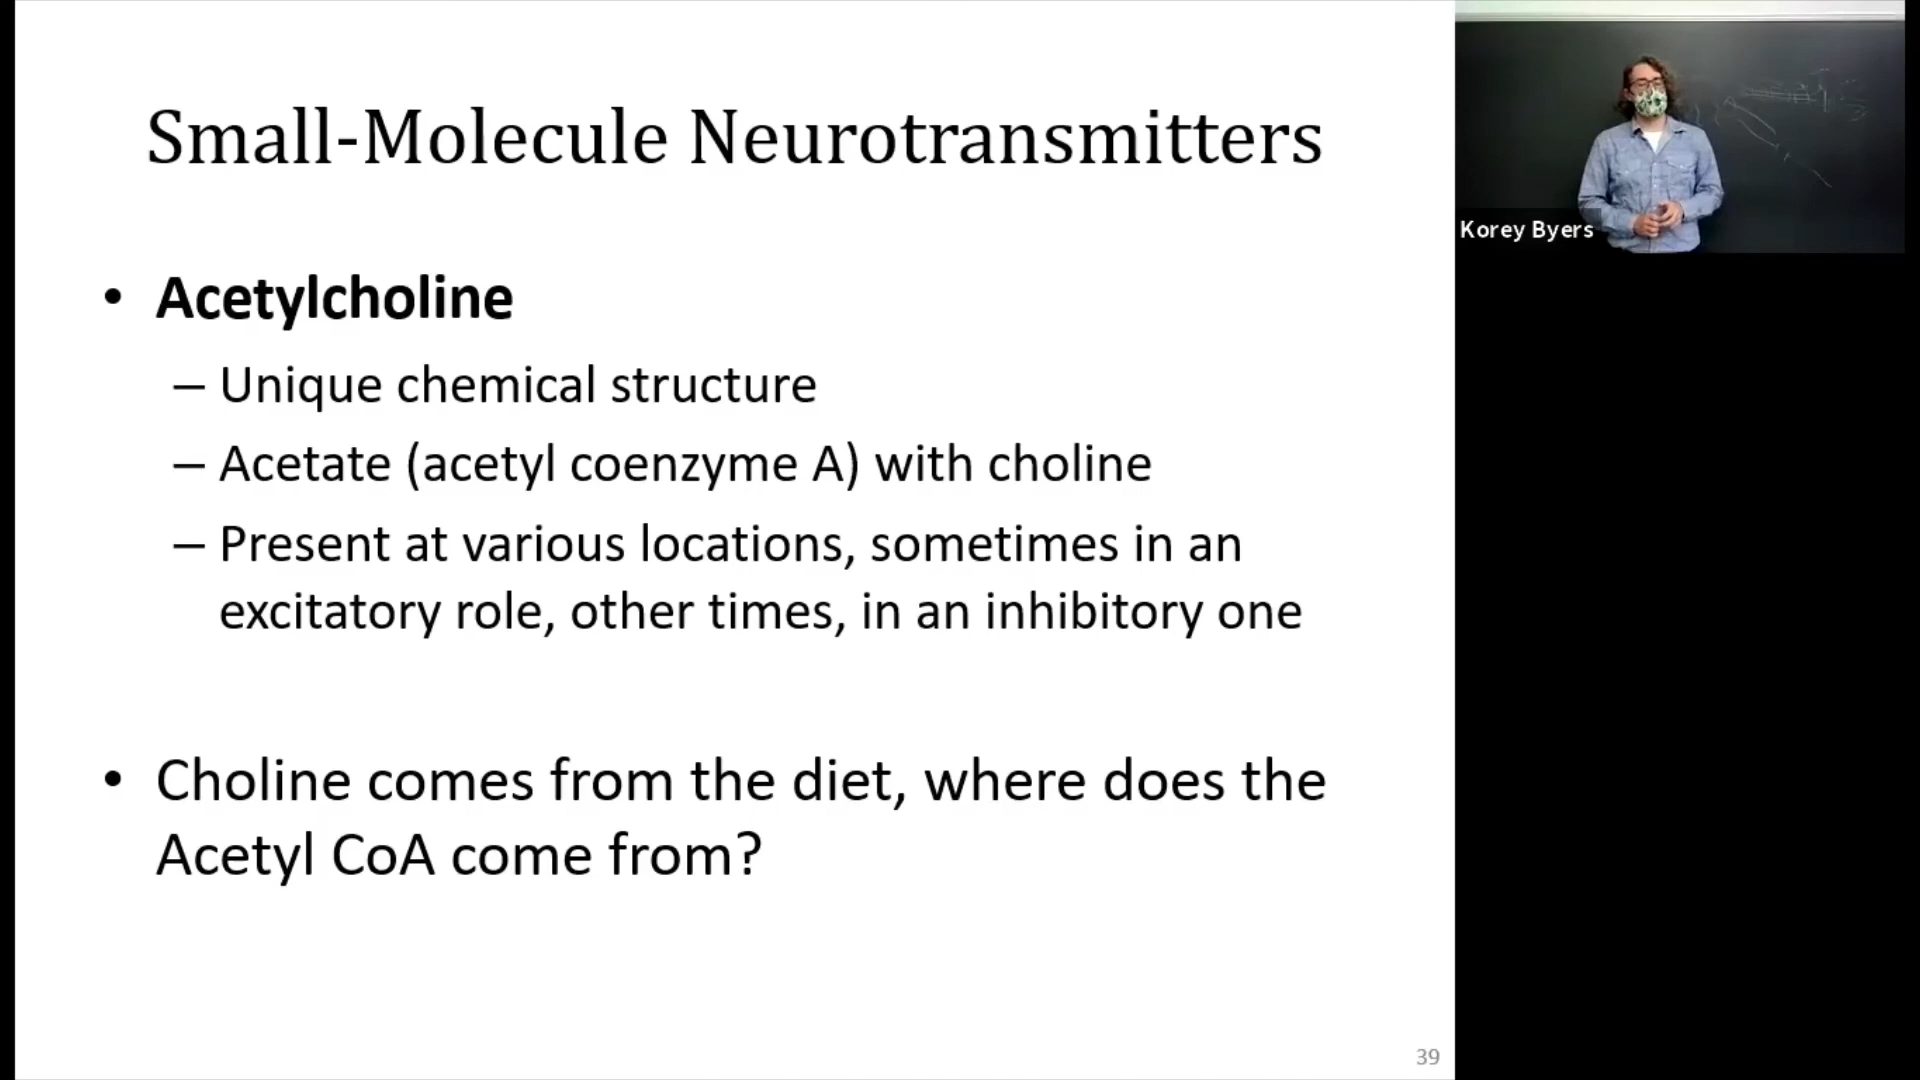 Small-Molecule Neurotransmitters
• Acetylcholine
– Unique chemical structure
– Acetate (acetyl coenzyme A) with choline
– Present at various locations, sometimes in an
excitatory role, other times, in an inhibitory one
• Choline comes from the diet, where does the
Acetyl CoA come from?
39
Korey Byers